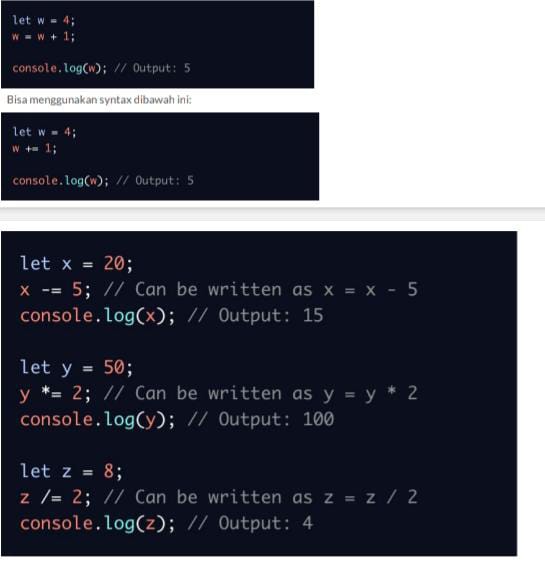 let w = 4;
w = w + 1;
console.log(w); // Output: 5
Bisa menggunakan syntax dibawah ini:
let w = 4;
w += 1;
console.log(w); // Output: 5
let x = 20;
x -= 5; // Can be written as x = x - 5
console.log(x); // Output: 15
let y = 50;
y *= 2; // Can be written as y = y * 2
console.log(y); // Output: 100
let z = 8;
z /= 2; // Can be written as z = z / 2
console.log(z); // Output: 4